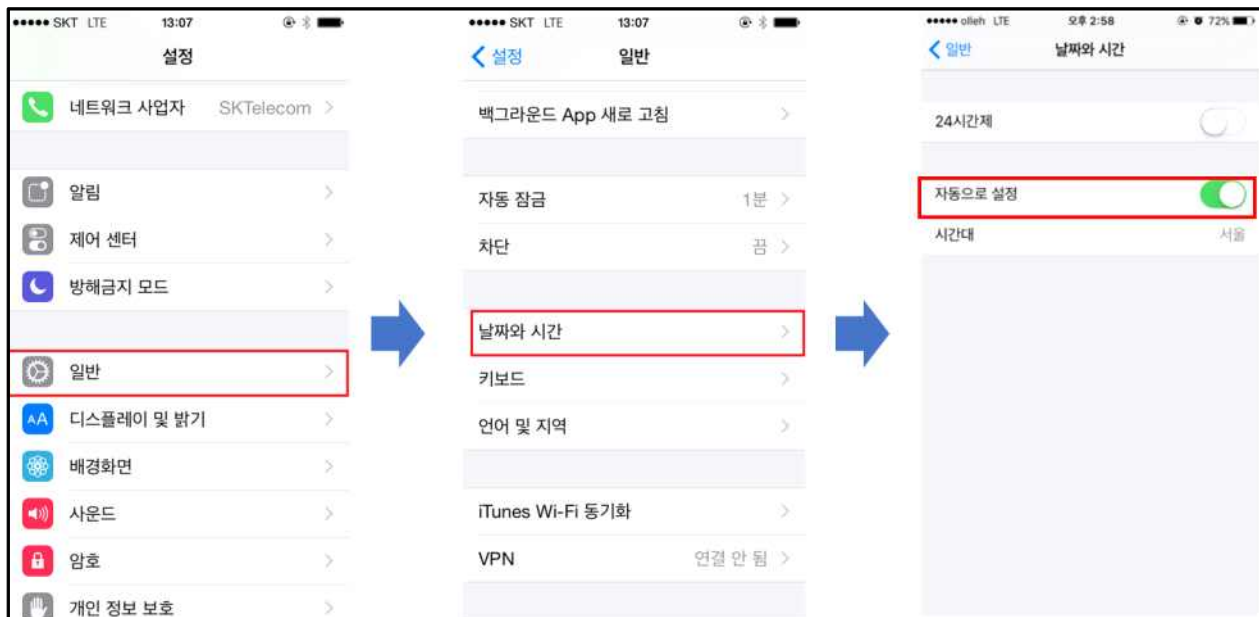 SKT LTE 13:07
설정
네트워크 사업자 SKTelecom
알림
제어 센터
방해금지 모드
일반
AA 디스플레이 및 밝기
배경화면
사운드
암호
개인 정보 보호
SKT LTE 13:07
설정 일반
백그라운드 App 새로 고침
자동 잠금 1분
차단 끔
날짜와 시간
키보드
언어 및 지역
iTunes Wi-Fi 동기화
VPN 연결 안 됨
olleh LTE 오후 2:58 72%
일반 날짜와 시간
24시간제
자동으로 설정
시간대 서울